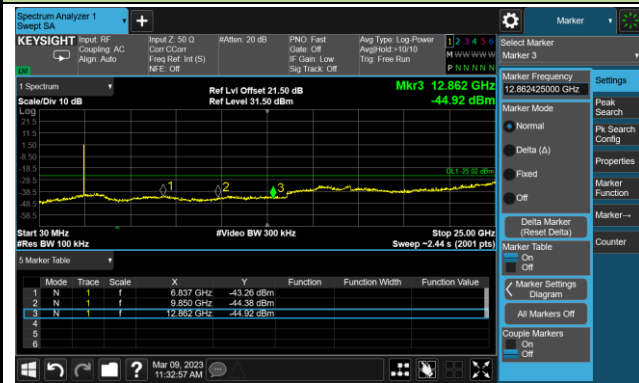 Spectrum Analyzer 1
Swept SA
Marker
KEYSIGHT
Input: RF
Coupling: AC
Align: Auto
Input Z: 50 Ω
Corr CCorr
Freq Ref: Int (S)
NFE: Off
#Atten: 20 dB
PNO: Fast
Gate: Off
IF Gain: Low
Sig Track: Off
Avg Type: Log-Power
Avg|Hold:>10/10
Trig: Free Run
1 2 3 4 5 6
M W W W W W
P N N N N N
LXI
Select Marker
Marker 3
1 Spectrum
Scale/Div 10 dB
Ref Lvl Offset 21.50 dB
Ref Level 31.50 dBm
Mkr3 12.862 GHz
-44.92 dBm
Log
21.5
11.5
1.50
-8.50
-18.5
-28.5
-38.5
-48.5
-58.5
DL1 -25.02 dBm
1
2
3
Start 30 MHz
#Res BW 100 kHz
#Video BW 300 kHz
Stop 25.00 GHz
Sweep ~2.44 s (2001 pts)
5 Marker Table
Mode Trace Scale X Y Function Function Width Function Value
1 N 1 f 6.837 GHz -43.26 dBm
2 N 1 f 9.850 GHz -44.38 dBm
3 N 1 f 12.862 GHz -44.92 dBm
4
5
6
Marker Frequency
12.862425000 GHz
Marker Mode
Normal
Delta (Δ)
Fixed
Off
Delta Marker
(Reset Delta)
Marker Table
On
Off
Marker Settings
Diagram
All Markers Off
Couple Markers
On
Off
Settings
Peak
Search
Pk Search
Config
Properties
Marker
Function
Marker→
Counter
Mar 09, 2023
11:32:57 AM